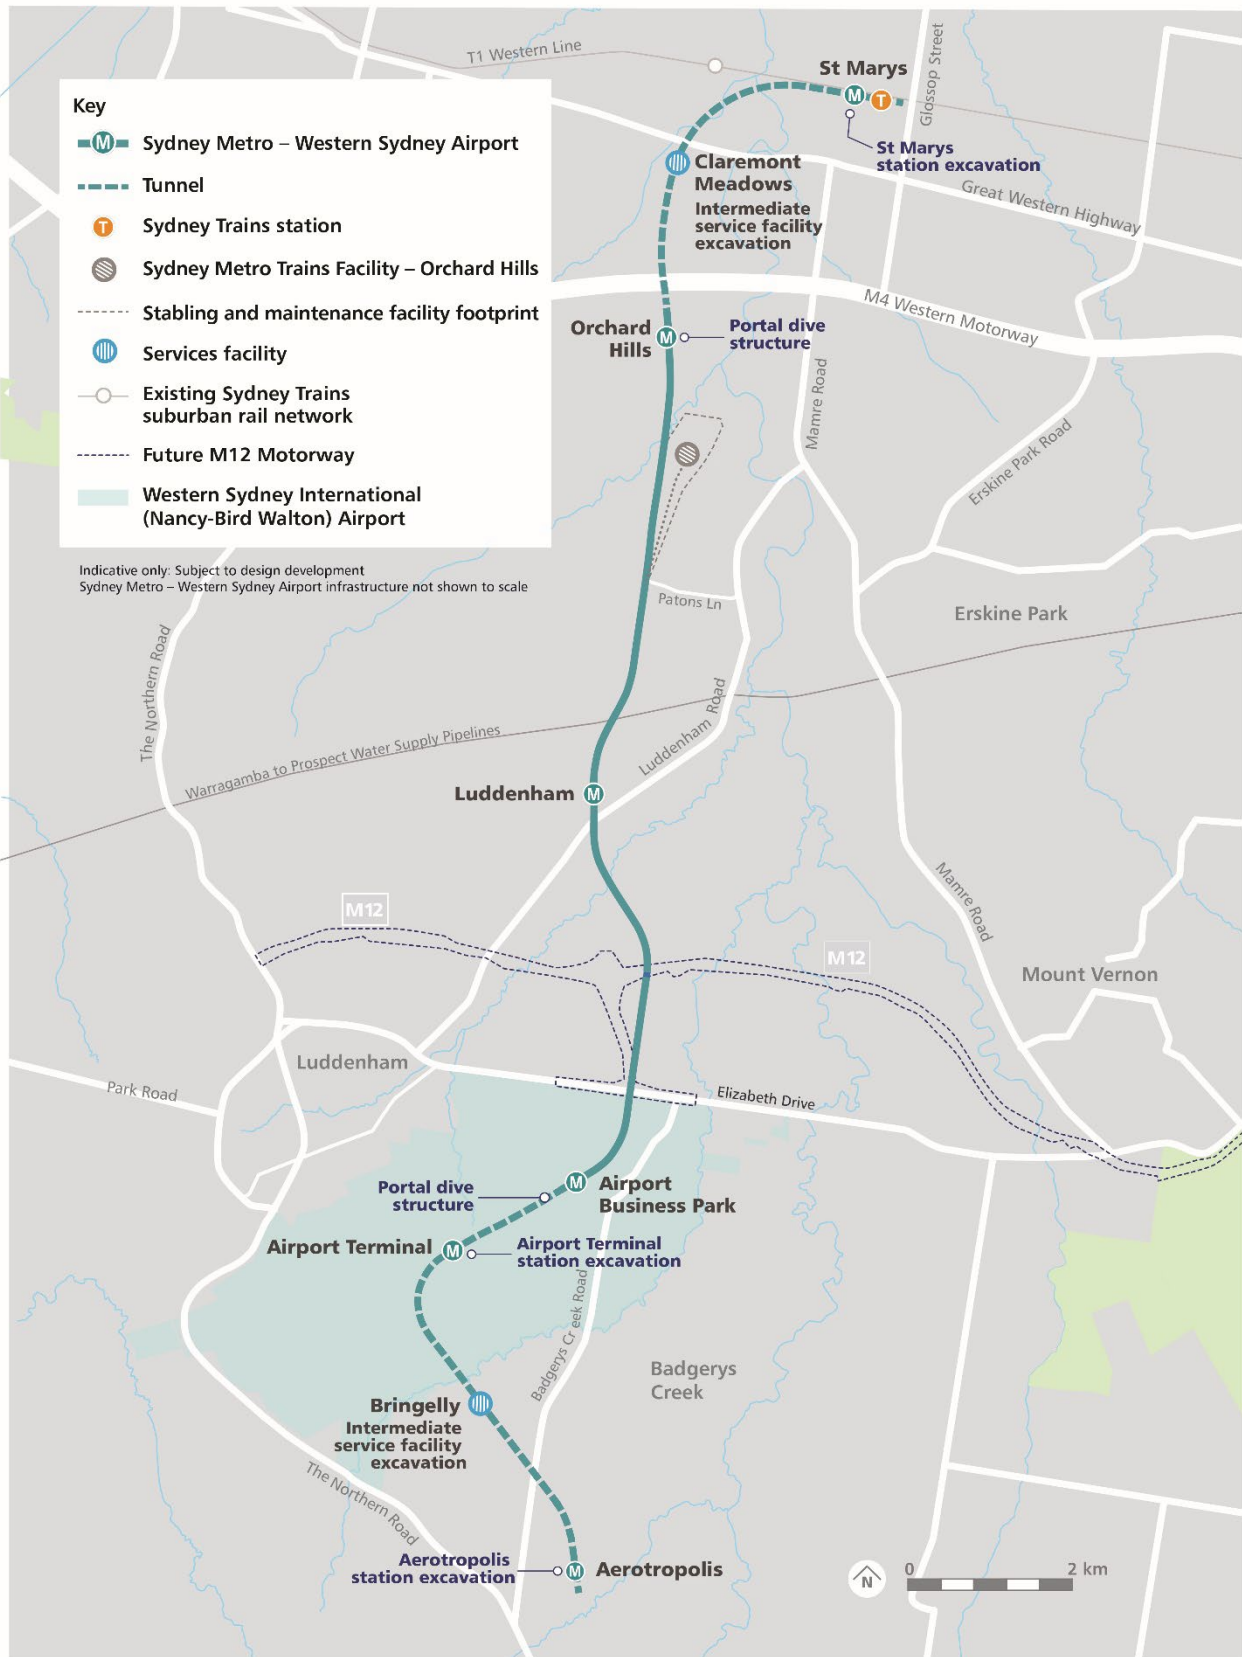 T1 Western Line
St Marys
Glossop Street
M
T
St Marys
station excavation
Key
M
Sydney Metro – Western Sydney Airport
Tunnel
T
Sydney Trains station
Sydney Metro Trains Facility – Orchard Hills
Stabling and maintenance facility footprint
Services facility
Existing Sydney Trains
suburban rail network
Future M12 Motorway
Western Sydney International
(Nancy-Bird Walton) Airport
Indicative only: Subject to design development
Sydney Metro – Western Sydney Airport infrastructure not shown to scale
Claremont
Meadows
Intermediate
service facility
excavation
Great Western Highway
M4 Western Motorway
Orchard
Hills
M
Portal dive
structure
Mamre Road
Erskine Park Road
Patons Ln
Erskine Park
The Northern Road
Luddenham Road
Warragamba to Prospect Water Supply Pipelines
Luddenham
M
Mamre Road
M12
M12
Mount Vernon
Luddenham
Park Road
Elizabeth Drive
Portal dive
structure
M
Airport
Business Park
Airport Terminal
M
Airport Terminal
station excavation
Badgerys Cr eek Road
Badgerys
Creek
Bringelly
Intermediate
service facility
excavation
The Northern Road
Aerotropolis
station excavation
M
Aerotropolis
N
0
2 km